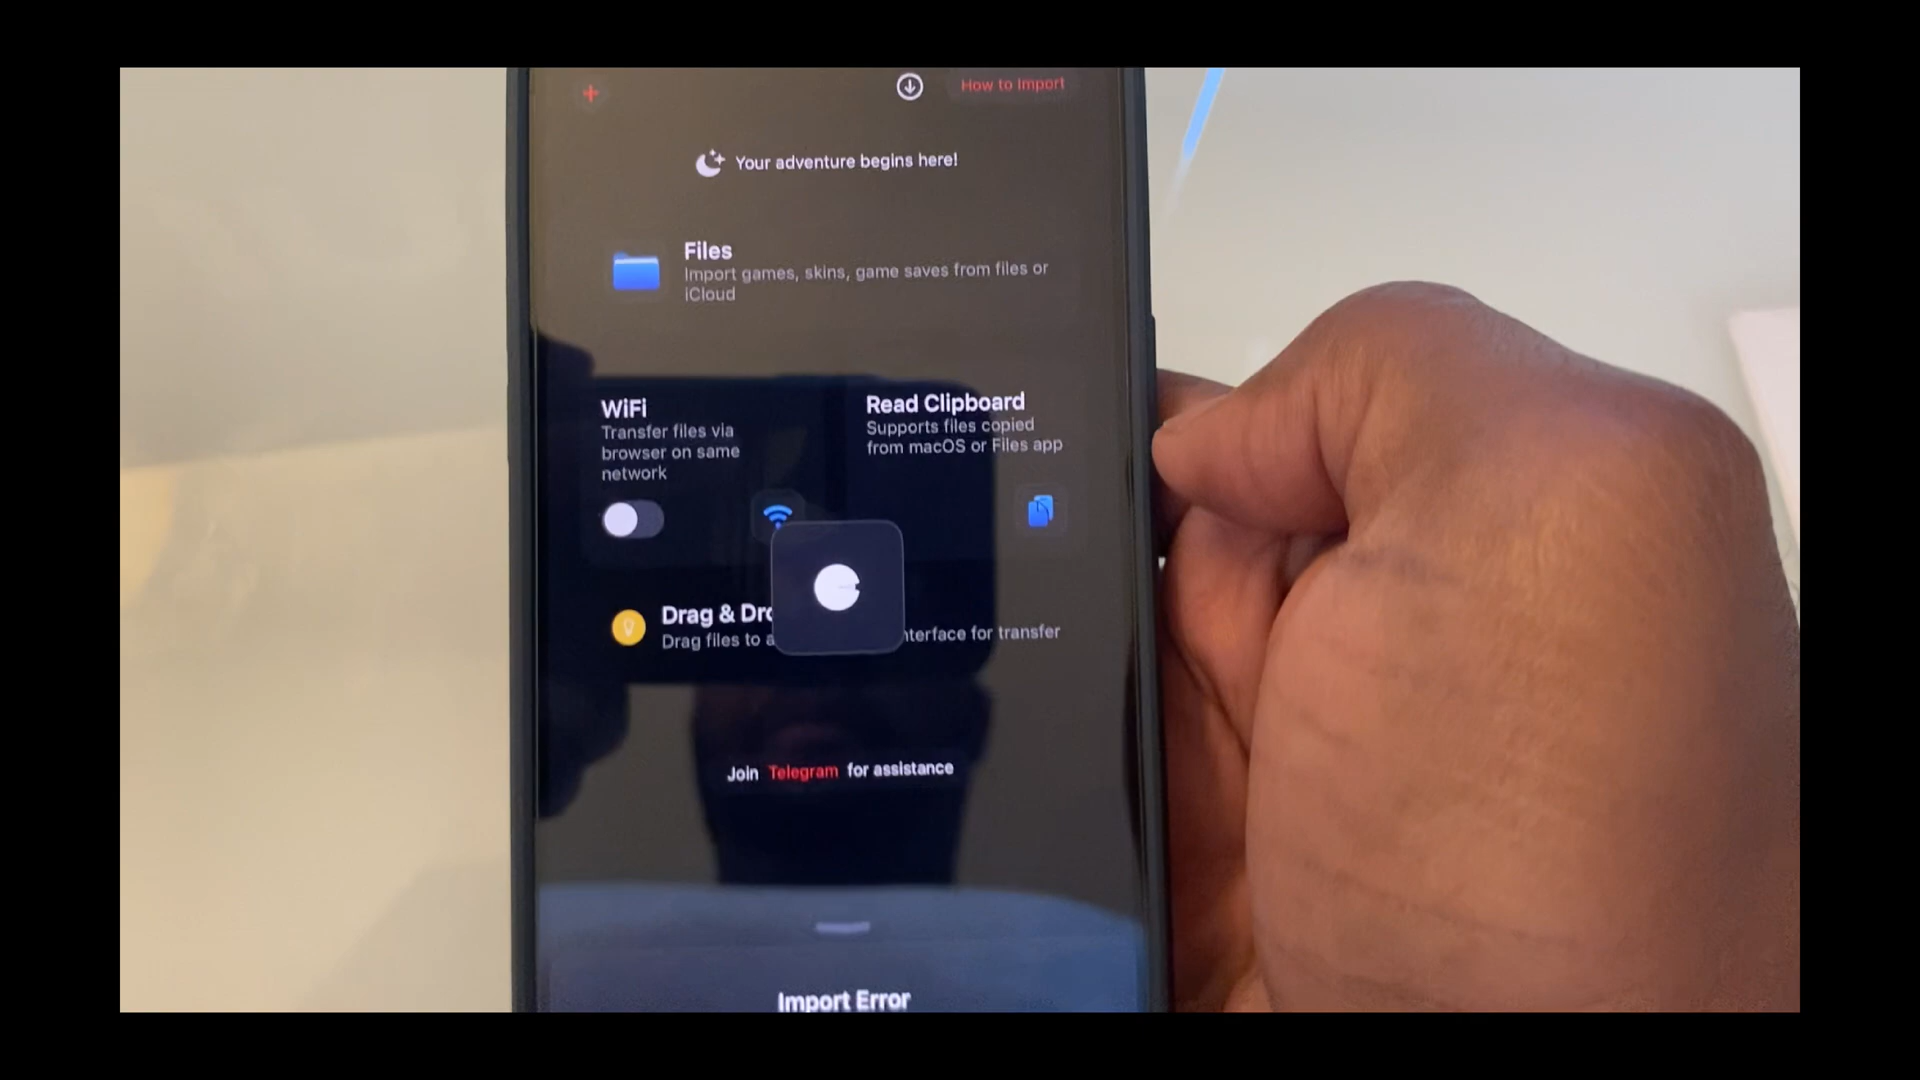 How to Import
Your adventure begins here!
Files
Import games, skins, game saves from files or
iCloud
WiFi
Transfer files via
browser on same
network
Read Clipboard
Supports files copied
from macOS or Files app
Drag & Dro
Drag files to a
nterface for transfer
Join Telegram for assistance
Import Error